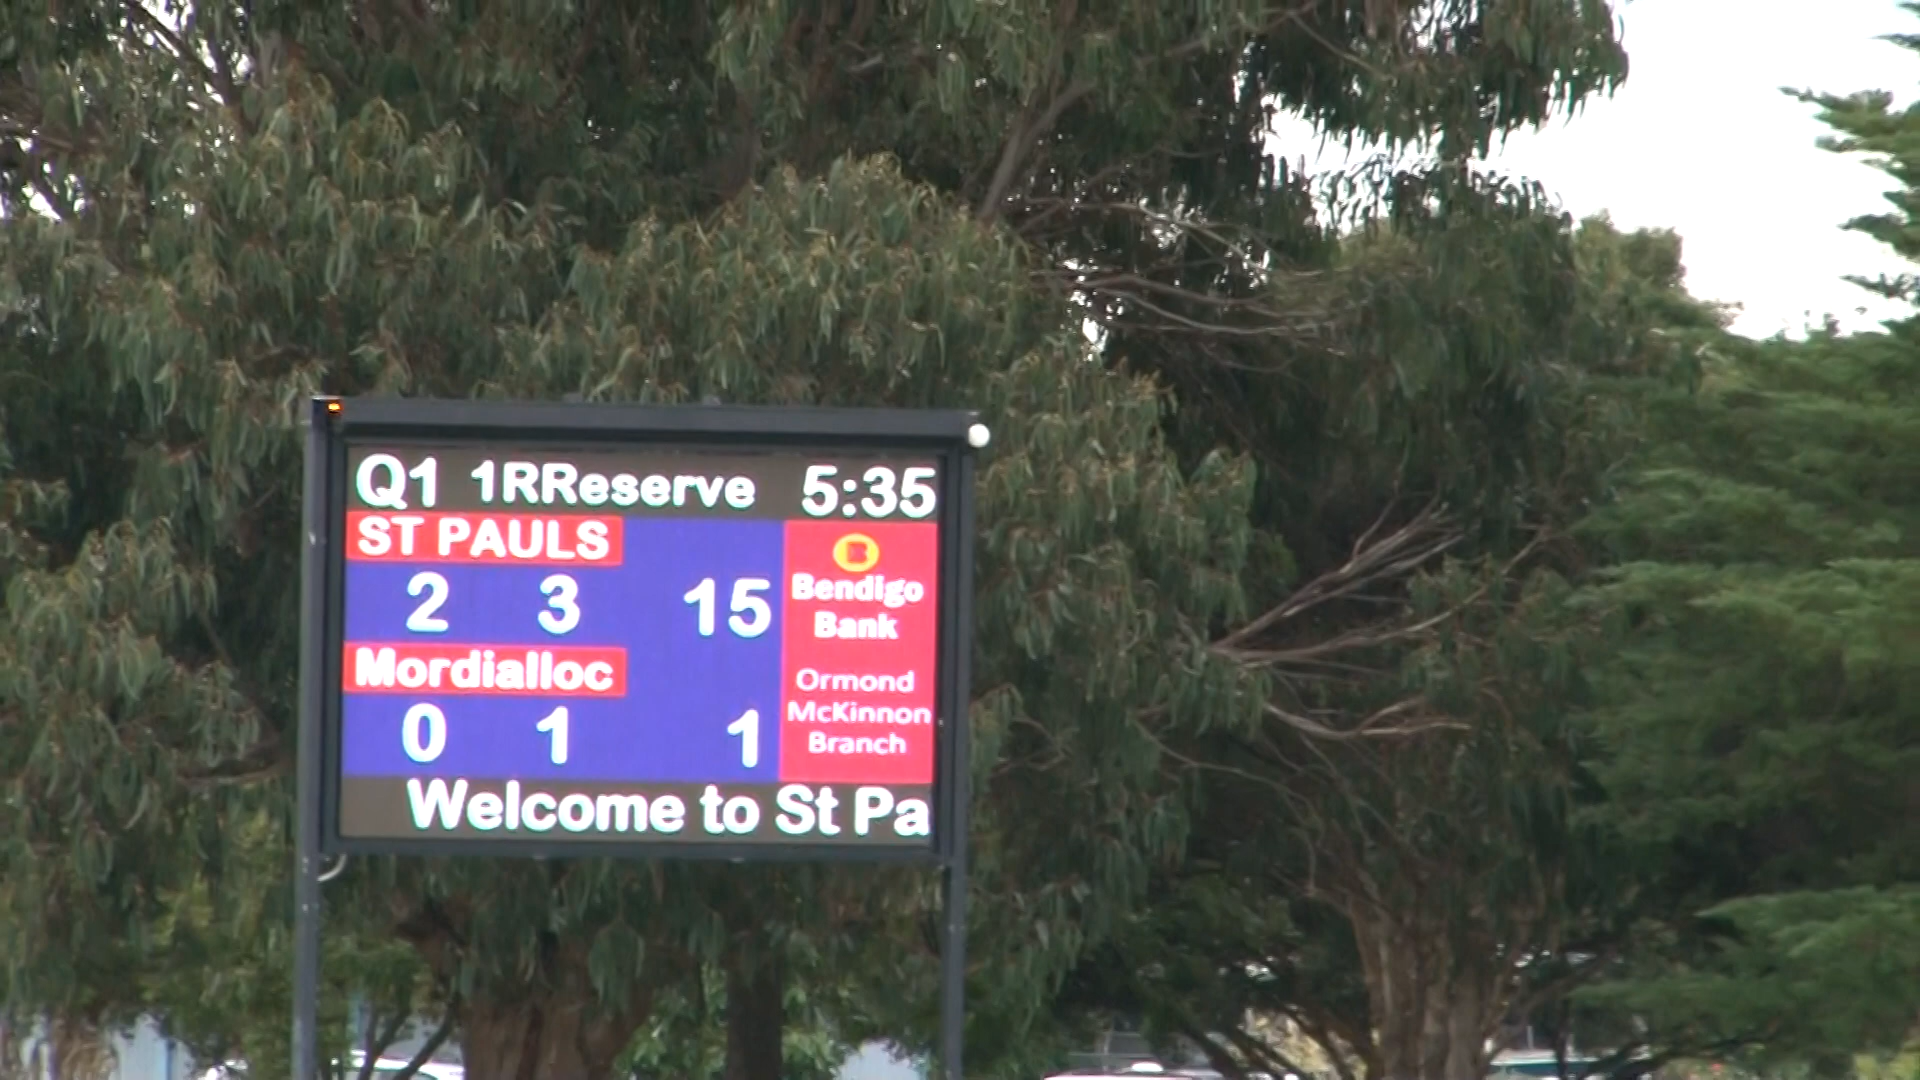 Q1 1RReserve 5:35
ST PAULS
2 3 15
Mordialloc
0 1 1
B
Bendigo
Bank
Ormond
McKinnon
Branch
Welcome to St Pa